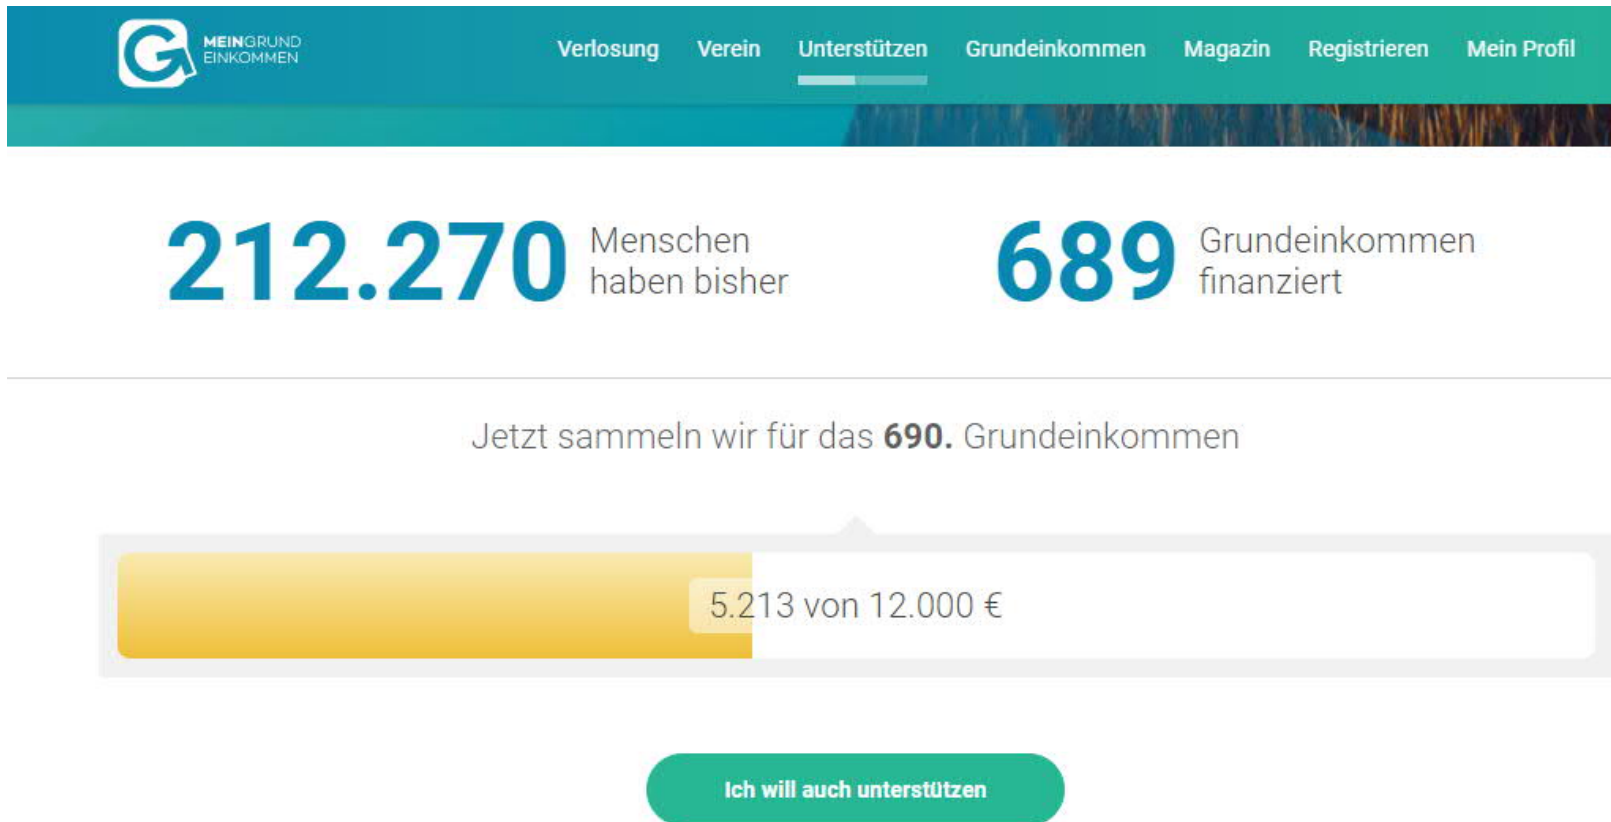 MEINGRUND
EINKOMMEN
Verlosung Verein Unterstützen Grundeinkommen Magazin Registrieren Mein Profil
212.270 Menschen haben bisher
689 Grundeinkommen finanziert
Jetzt sammeln wir für das 690. Grundeinkommen
5.213 von 12.000 €
Ich will auch unterstützen